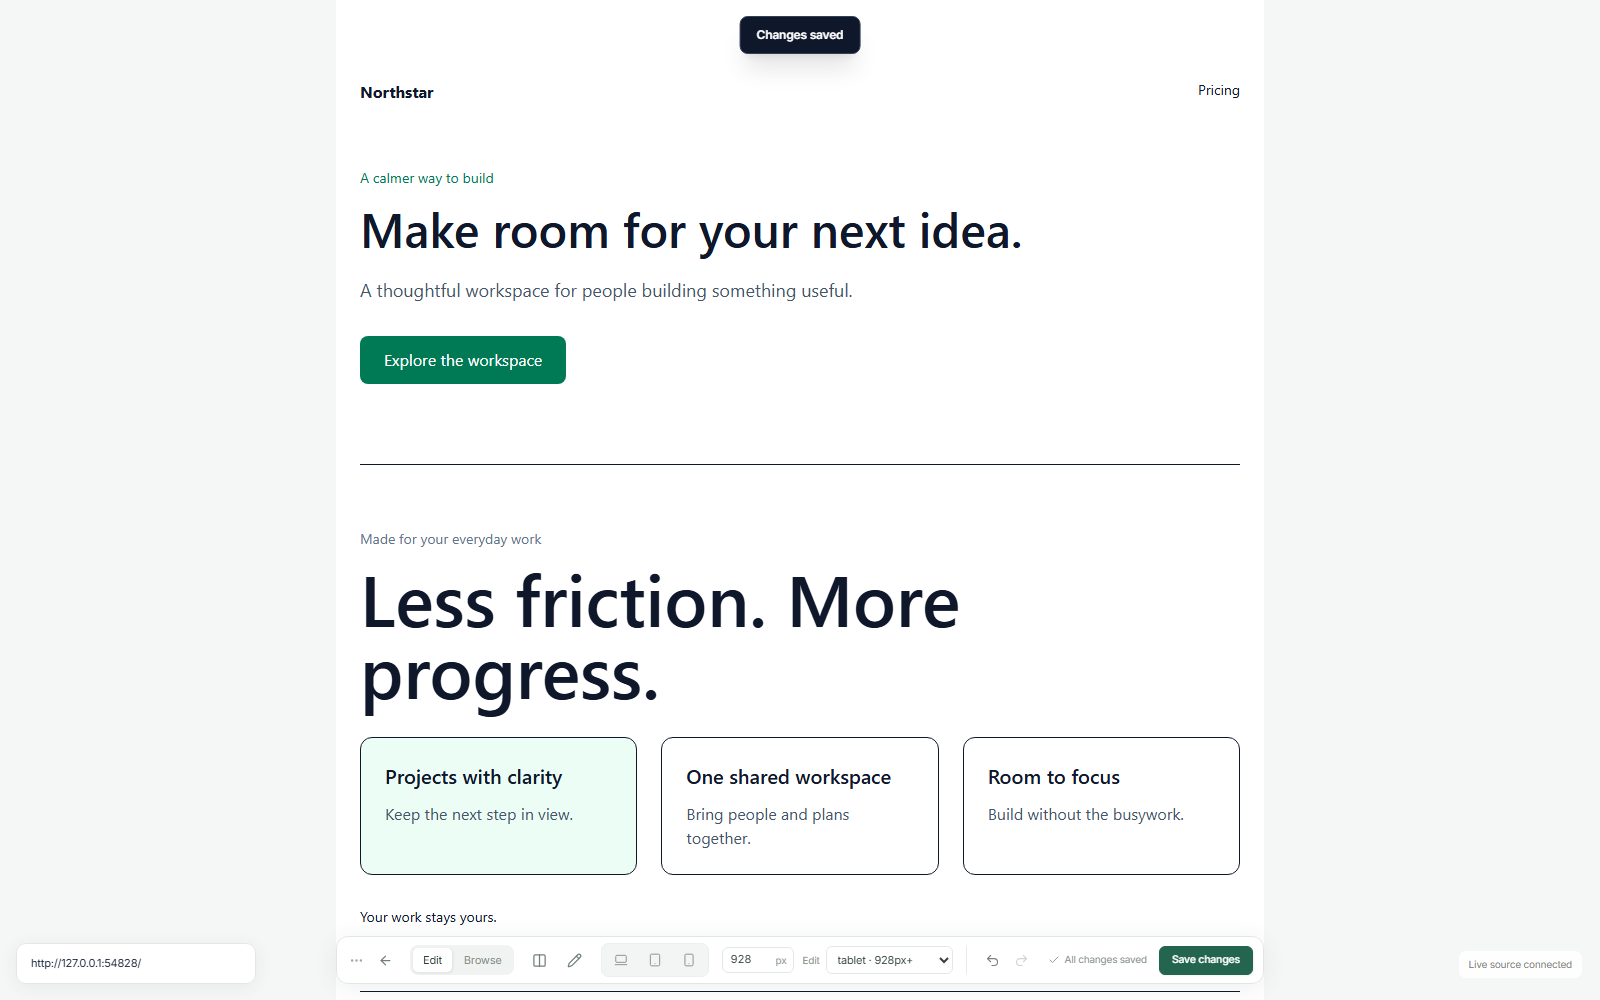 Changes saved
Northstar
Pricing
A calmer way to build
Make room for your next idea.
A thoughtful workspace for people building something useful.
Explore the workspace
Made for your everyday work
Less friction. More
progress.
Projects with clarity
Keep the next step in view.
One shared workspace
Bring people and plans
together.
Room to focus
Build without the busywork.
Your work stays yours.
http://127.0.0.1:54828/
Edit
Browse
928 px
Edit
tablet · 928px+
All changes saved
Save changes
Live source connected